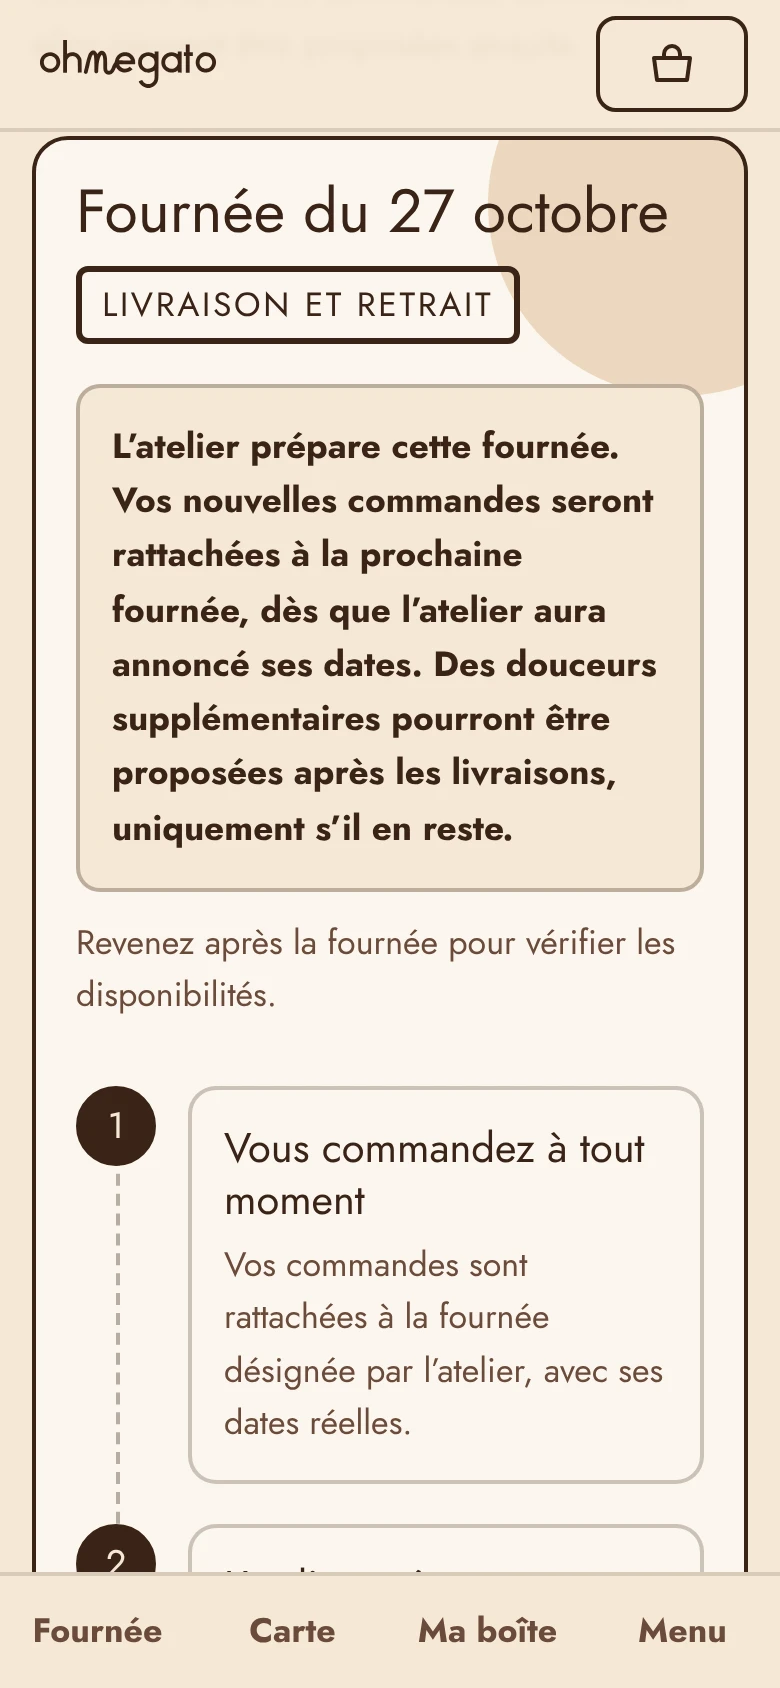 ohmegato
Fournée du 27 octobre
LIVRAISON ET RETRAIT
L’atelier prépare cette fournée.
Vos nouvelles commandes seront
rattachées à la prochaine
fournée, dès que l’atelier aura
annoncé ses dates. Des douceurs
supplémentaires pourront être
proposées après les livraisons,
uniquement s’il en reste.
Revenez après la fournée pour vérifier les
disponibilités.
1
Vous commandez à tout
moment
Vos commandes sont
rattachées à la fournée
désignée par l’atelier, avec ses
dates réelles.
2
Fournée
Carte
Ma boîte
Menu